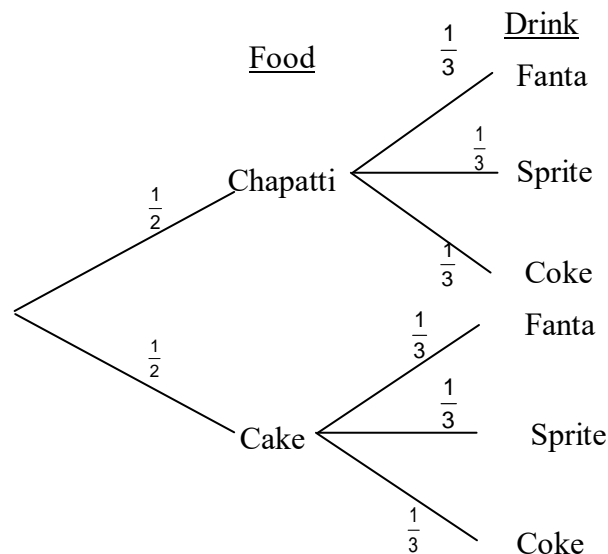 Drink
Food
1/3
Fanta
1/3
Sprite
Chapatti
1/2
1/3
Coke
1/3
Fanta
1/2
1/3
Sprite
Cake
1/3
Coke